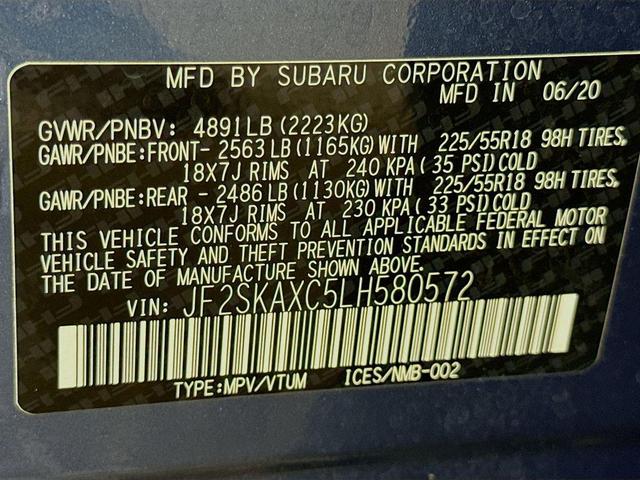 MFD BY SUBARU CORPORATION
MFD IN 06/20
GVWR/PNBV: 4891LB (2223KG)
GAWR/PNBE:FRONT- 2563LB(1165KG)WITH 225/55R18 98H TIRES,
18X7J RIMS AT 240 KPA( 35 PSI)COLD
GAWR/PNBE:REAR - 2486LB(1130KG)WITH 225/55R18 98H TIRES,
18X7J RIMS AT 230 KPA( 33 PSI)COLD
THIS VEHICLE CONFORMS TO ALL APPLICABLE FEDERAL MOTOR
VEHICLE SAFETY AND THEFT PREVENTION STANDARDS IN EFFECT ON
THE DATE OF MANUFACTURE SHOWN ABOVE.
VIN: JF2SKAXC5LH580572
TYPE:MPV/VTUM ICES/NMB-002